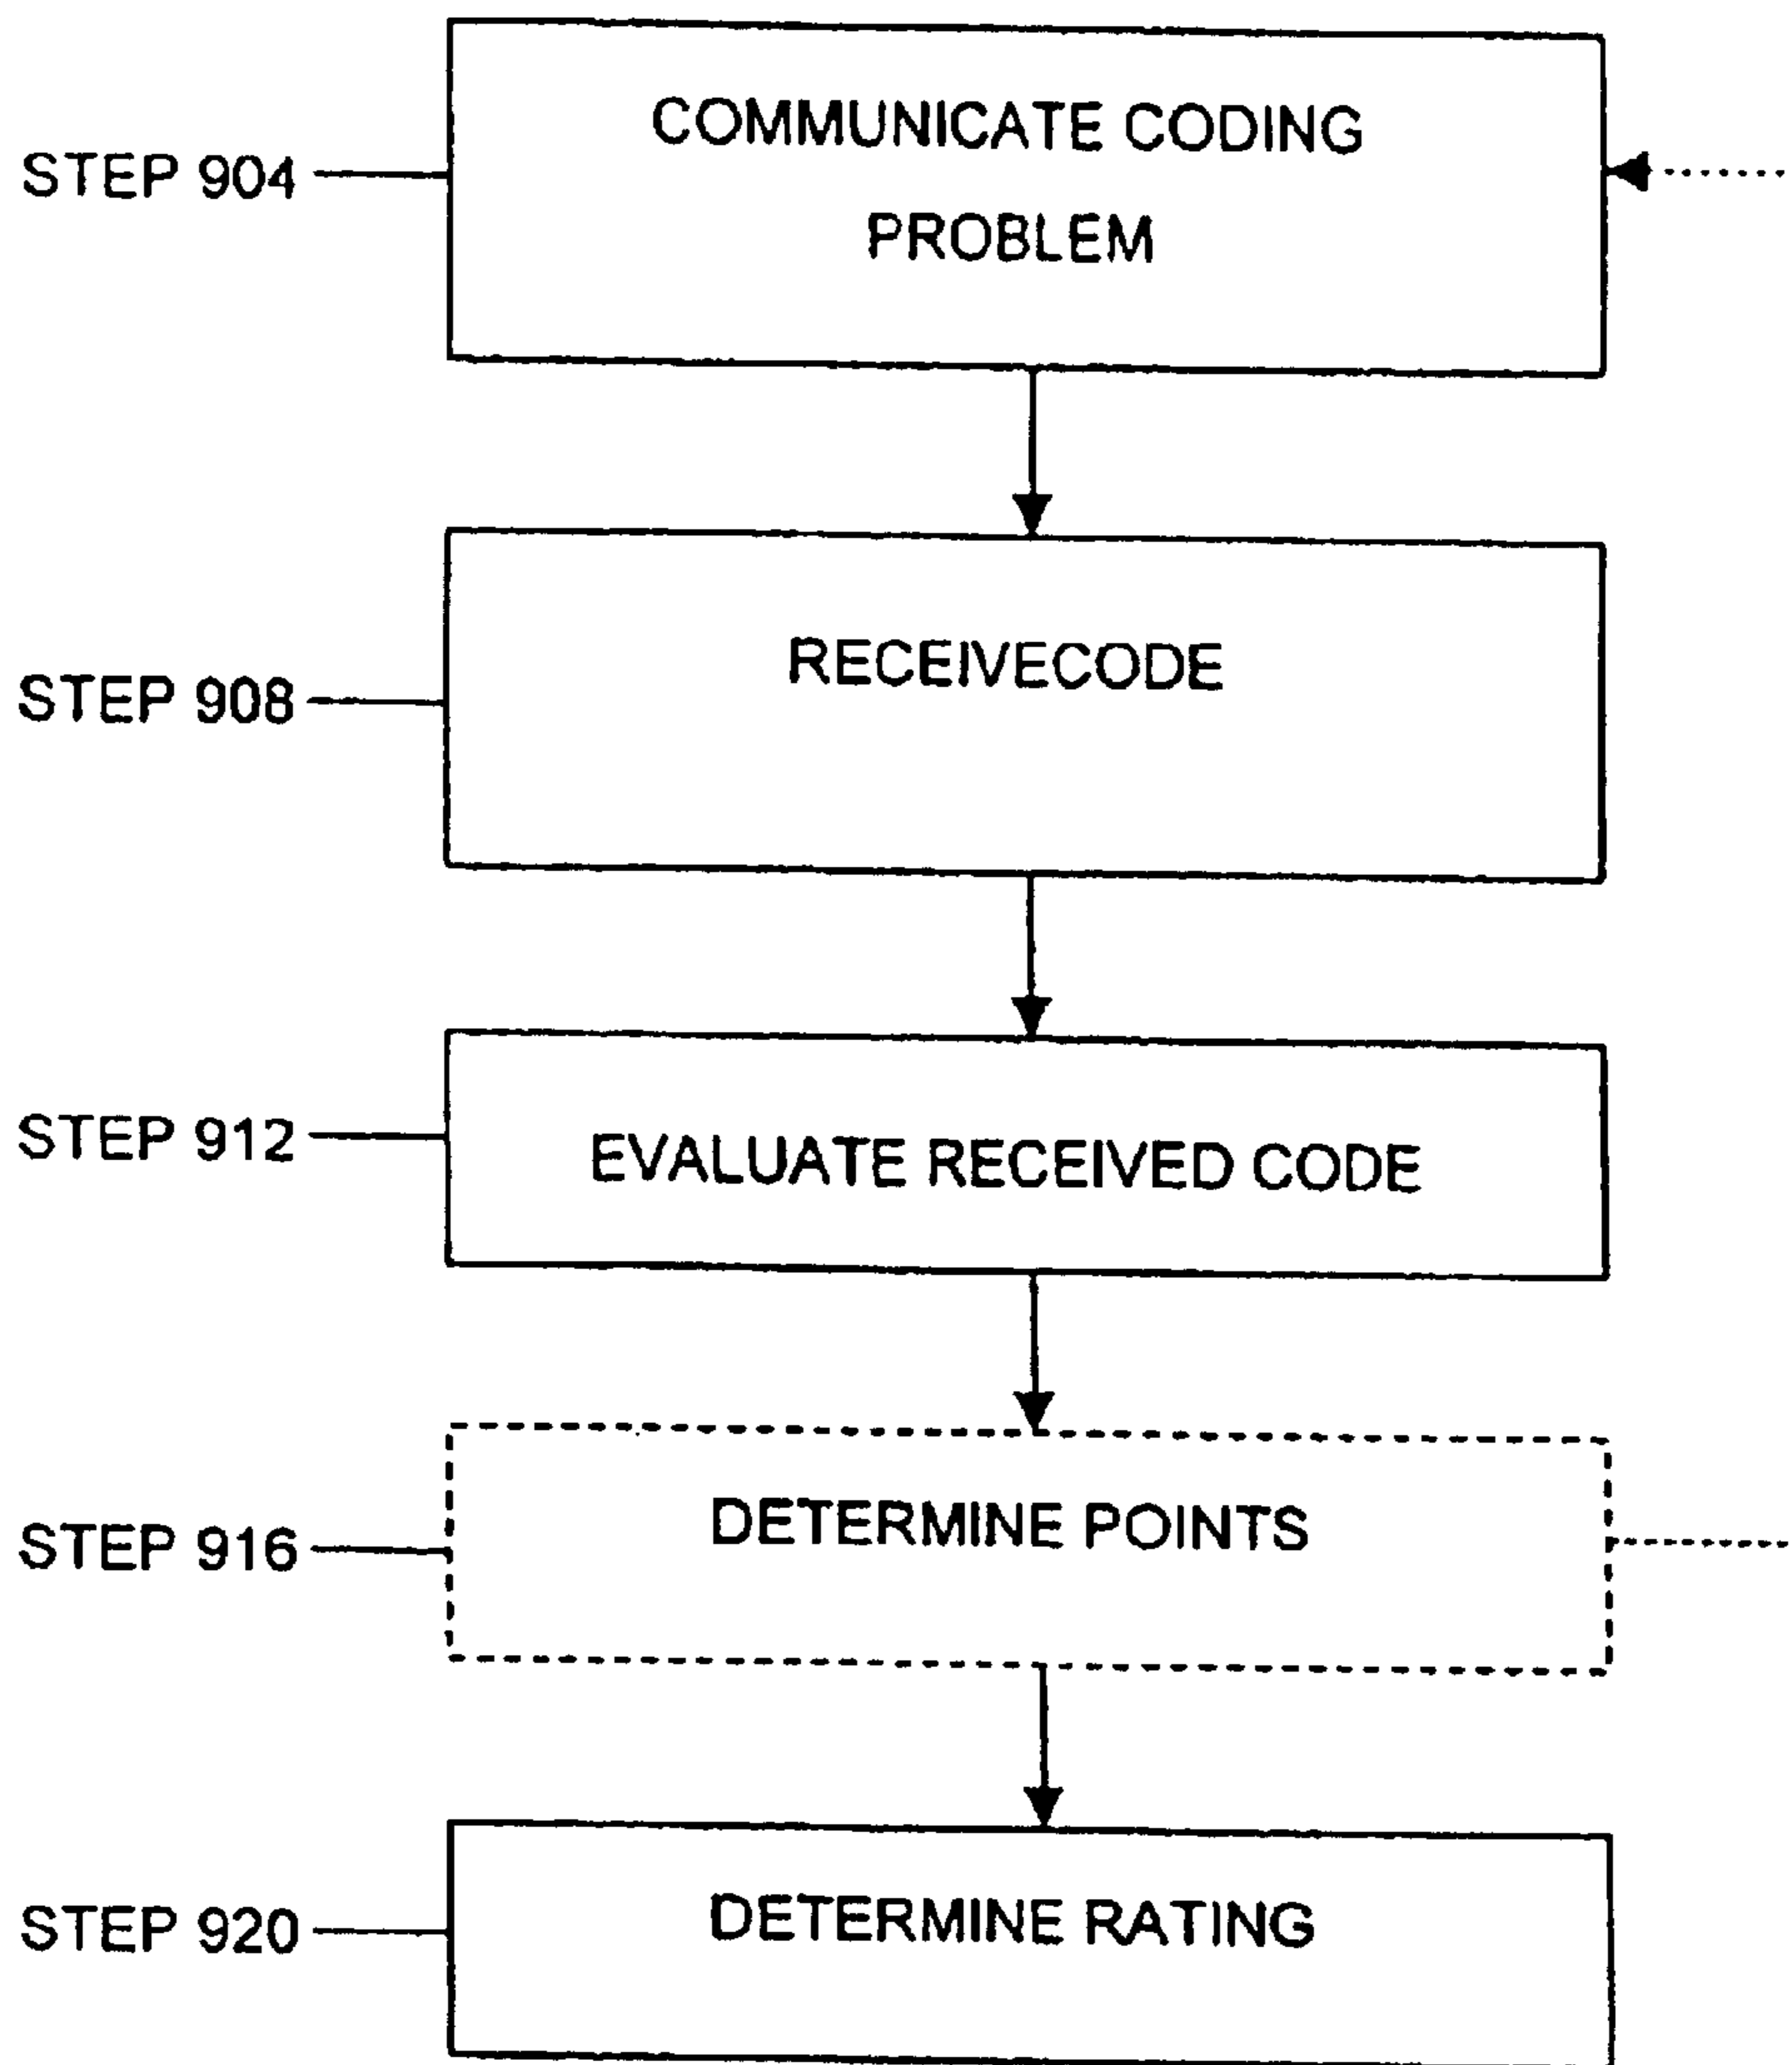 COMMUNICATE CODING
PROBLEM
STEP 904
RECEIVECODE
STEP 908
EVALUATE RECEIVED CODE
STEP 912
DETERMINE POINTS
STEP 916
DETERMINE RATING
STEP 920